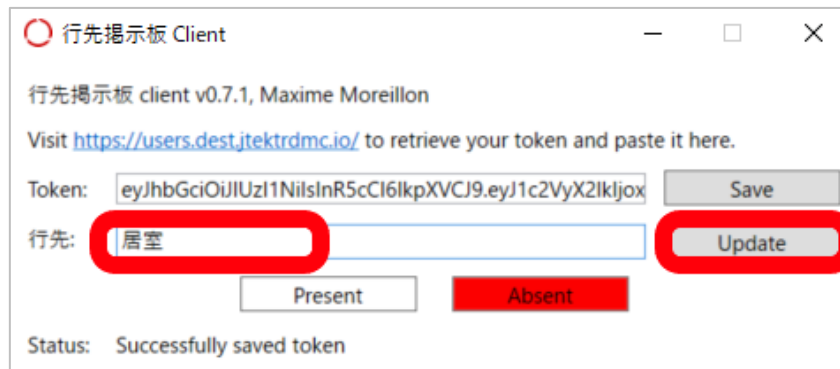 行先掲示板 Client
行先掲示板 client v0.7.1, Maxime Moreillon
Visit https://users.dest.jtektrdmc.io/ to retrieve your token and paste it here.
Token: eyJhbGciOiJIUzI1NiIsInR5cCI6IkpXVCJ9.eyJ1c2VyX2lkIjox Save
行先: 居室 Update
Present Absent
Status: Successfully saved token